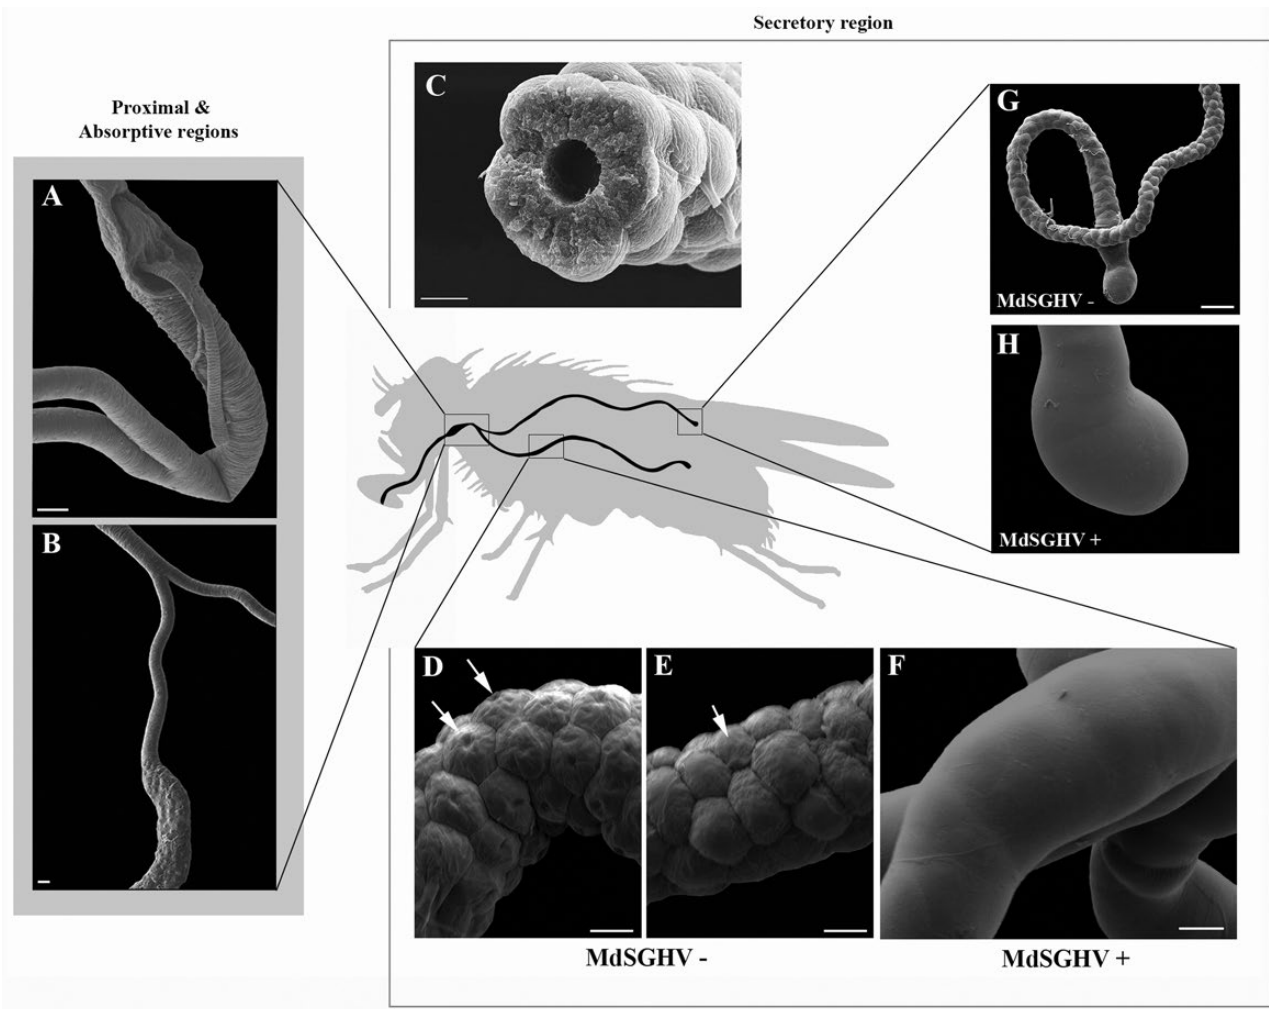 Secretory region
Proximal &
Absorptive regions
A
B
C
G
MdSGHV -
H
MdSGHV +
D
E
F
MdSGHV -
MdSGHV +